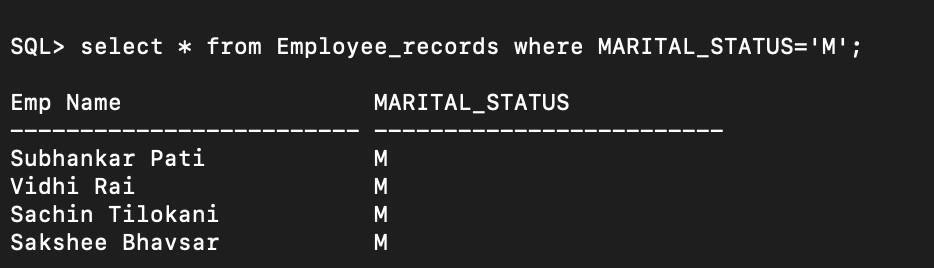 SQL> select * from Employee_records where MARITAL_STATUS='M';
Emp Name MARITAL_STATUS
------------------------- -------------------------
Subhankar Pati M
Vidhi Rai M
Sachin Tilokani M
Sakshee Bhavsar M